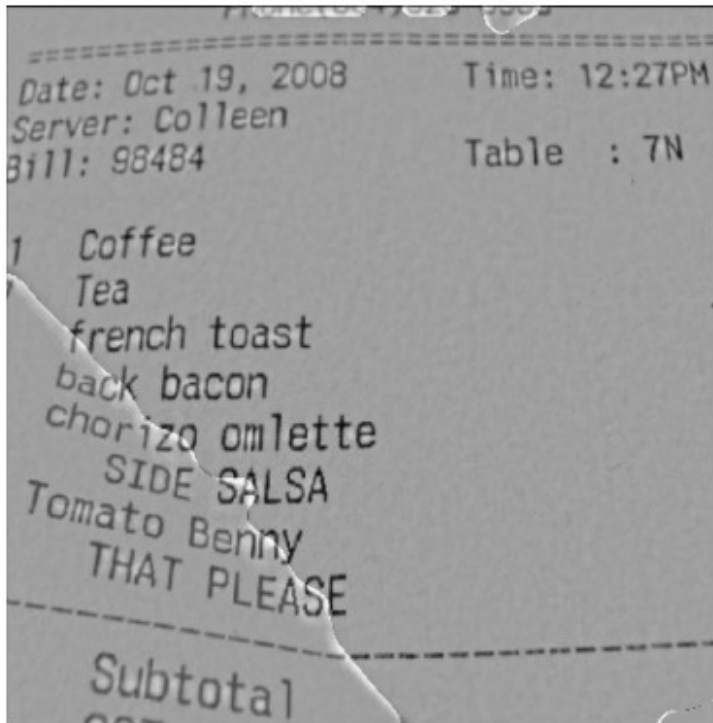 Date: Oct 19, 2008 Time: 12:27PM
Server: Colleen
Bill: 98484 Table : 7N
1 Coffee
Tea
french toast
back bacon
chorizo omlette
SIDE SALSA
Tomato Benny
THAT PLEASE
Subtotal